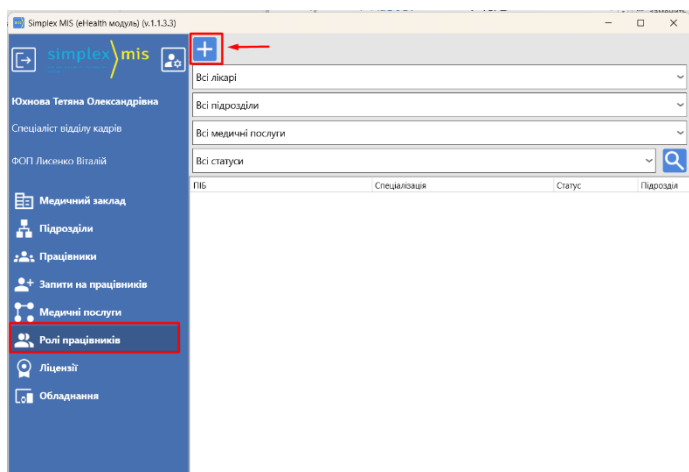 Simplex MIS (eHealth модуль) (v.1.1.3.3)
simplex mis
Юхнова Тетяна Олександрівна
Спеціаліст відділу кадрів
ФОП Лисенко Віталій
Медичний заклад
Підрозділи
Працівники
Запити на працівників
Медичні послуги
Ролі працівників
Ліцензії
Обладнання
Всі лікарі
Всі підрозділи
Всі медичні послуги
Всі статуси
ПІБ Спеціалізація Статус Підрозділ